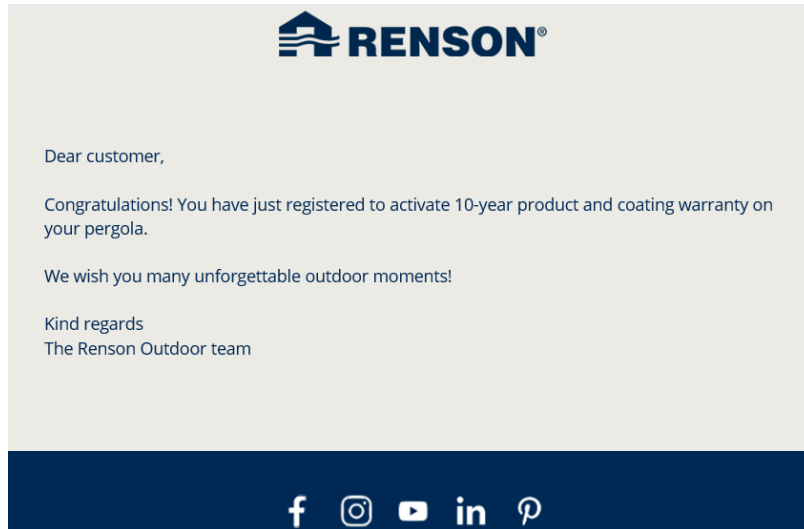 RENSON®
Dear customer,
Congratulations! You have just registered to activate 10-year product and coating warranty on
your pergola.
We wish you many unforgettable outdoor moments!
Kind regards
The Renson Outdoor team